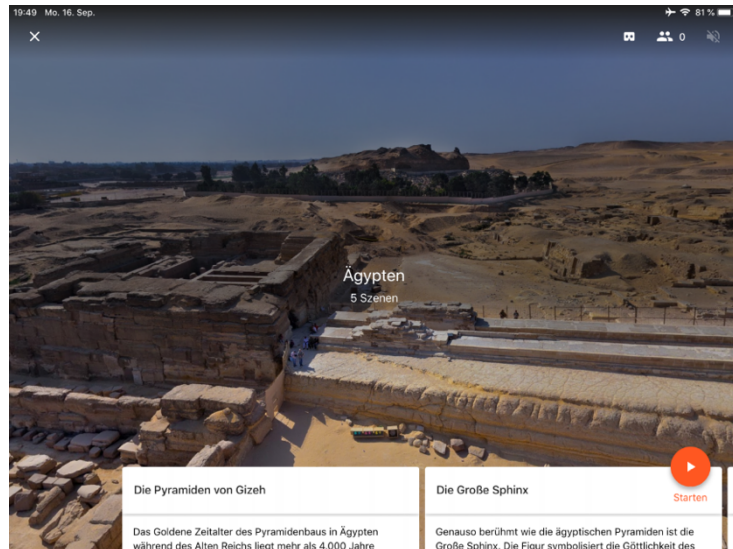 19:49 Mo. 16. Sep.
81 %
0
Ägypten
5 Szenen
Starten
Die Pyramiden von Gizeh
Das Goldene Zeitalter des Pyramidenbaus in Ägypten
während des Alten Reichs liegt mehr als 4.000 Jahre
Die Große Sphinx
Genauso berühmt wie die ägyptischen Pyramiden ist die
Große Sphinx. Die Figur symbolisiert die Göttlichkeit des